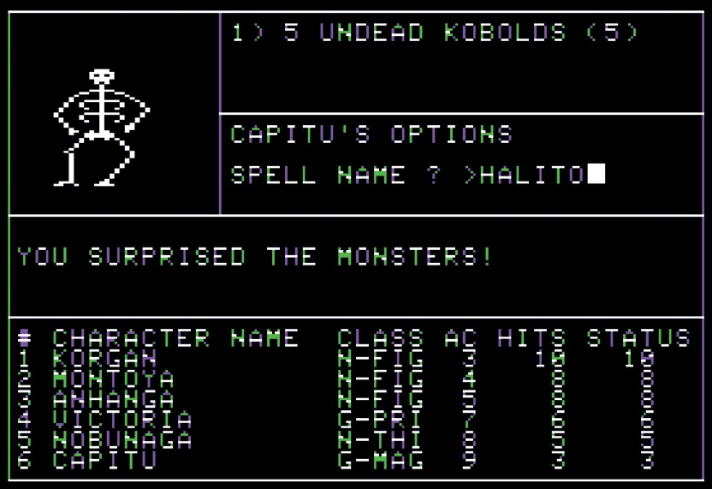 1) 5 UNDEAD KOBOLDS (5)
CAPITU'S OPTIONS
SPELL NAME ? >HALITO
YOU SURPRISED THE MONSTERS!
# CHARACTER NAME CLASS AC HITS STATUS
1 KORGAN N-FIG 3 10 10
2 MONTOYA N-FIG 4 8 8
3 ANHANGA N-FIG 5 8 8
4 VICTORIA G-PRI 7 6 6
5 NOBUNAGA N-THI 8 5 5
6 CAPITU G-MAG 9 3 3